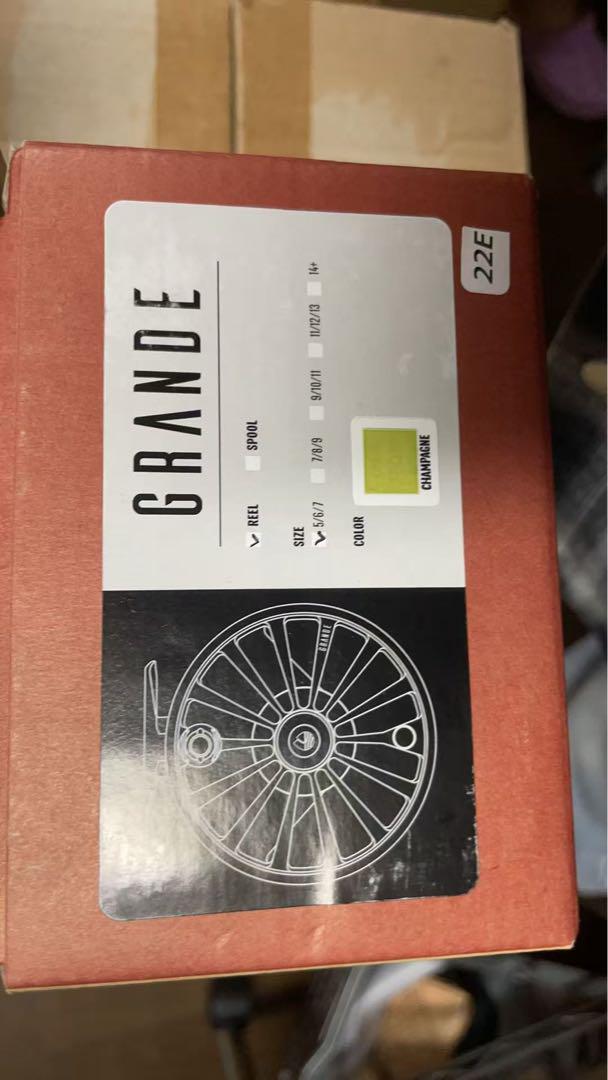 GRANDE
REEL SPOOL
SIZE
5/6/7 7/8/9 9/10/11 11/12/13 14+
COLOR
CHAMPAGNE
22E
GRANDE